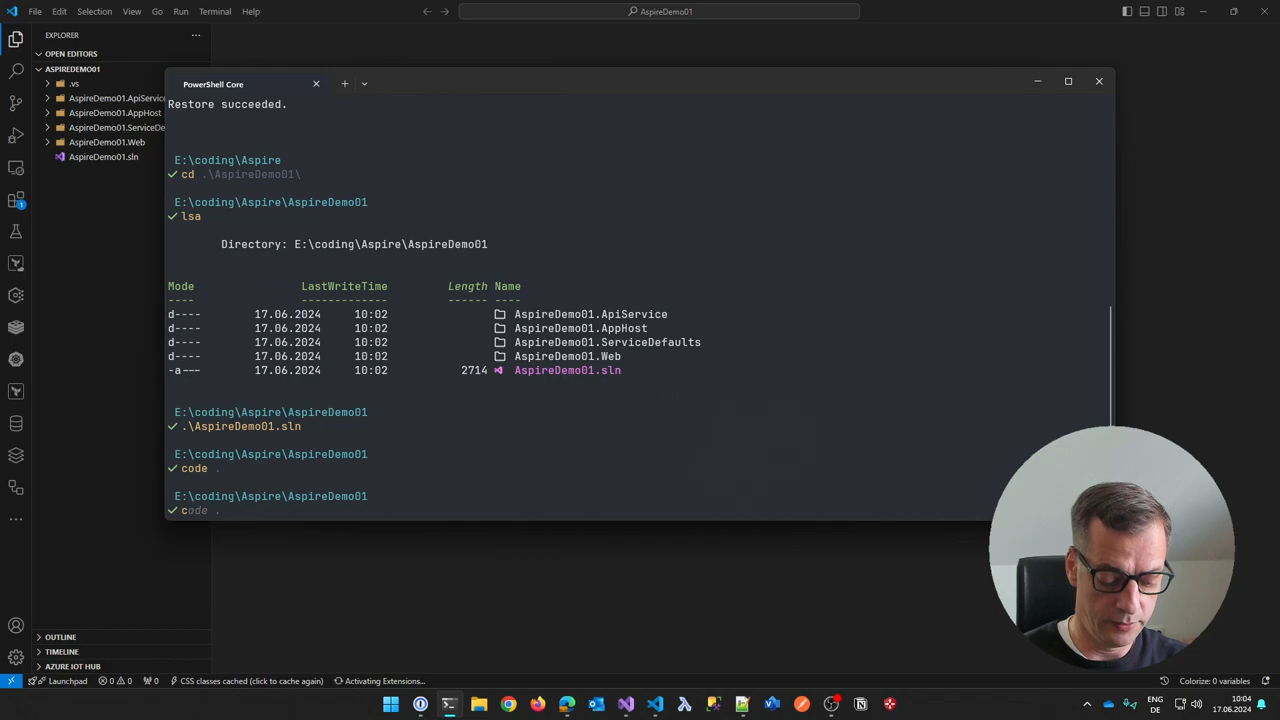 File Edit Selection View Go Run Terminal Help
AspireDemo01
EXPLORER
OPEN EDITORS
ASPIREDEMO01
.vs
AspireDemo01.ApiService
AspireDemo01.AppHost
AspireDemo01.ServiceDe
AspireDemo01.Web
AspireDemo01.sln
PowerShell Core
Restore succeeded.
E:\coding\Aspire
cd .\AspireDemo01\
E:\coding\Aspire\AspireDemo01
lsa
Directory: E:\coding\Aspire\AspireDemo01
Mode LastWriteTime Length Name
---- ------------- ------ ----
d---- 17.06.2024 10:02 AspireDemo01.ApiService
d---- 17.06.2024 10:02 AspireDemo01.AppHost
d---- 17.06.2024 10:02 AspireDemo01.ServiceDefaults
d---- 17.06.2024 10:02 AspireDemo01.Web
-a--- 17.06.2024 10:02 2714 AspireDemo01.sln
E:\coding\Aspire\AspireDemo01
.\AspireDemo01.sln
E:\coding\Aspire\AspireDemo01
code .
E:\coding\Aspire\AspireDemo01
code .
OUTLINE
TIMELINE
AZURE IOT HUB
Launchpad 0 0 0 CSS classes cached (click to cache again) Activating Extensions... Colorize: 0 variables
ENG
DE
10:04
17.06.2024